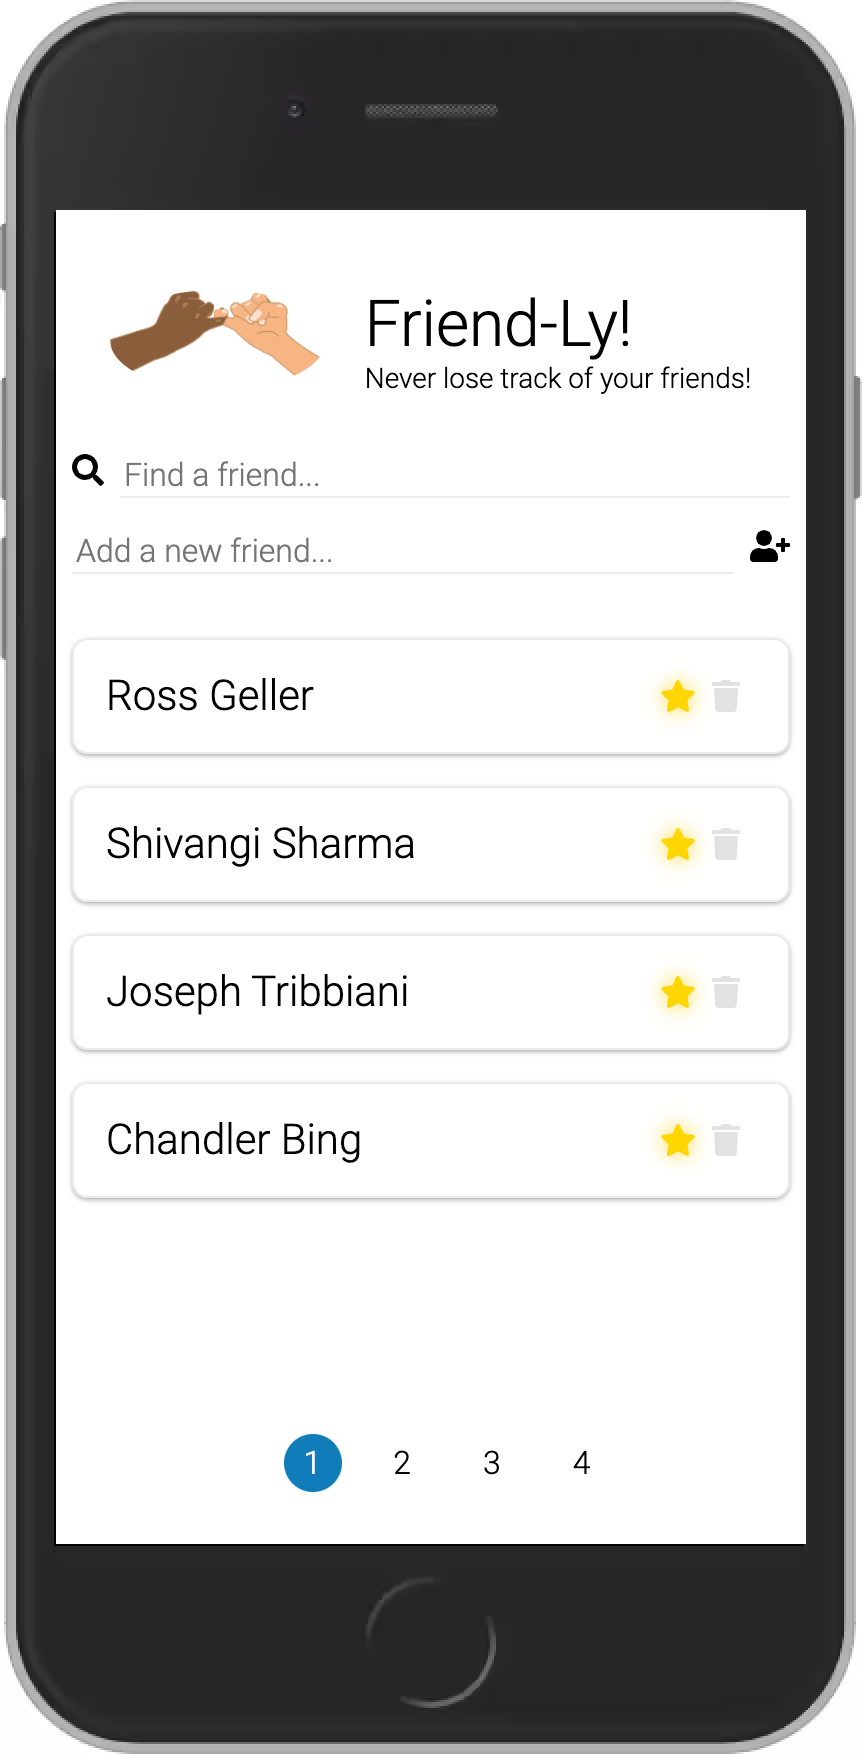 Friend-Ly!
Never lose track of your friends!
Find a friend...
Add a new friend...
Ross Geller
Shivangi Sharma
Joseph Tribbiani
Chandler Bing
1 2 3 4